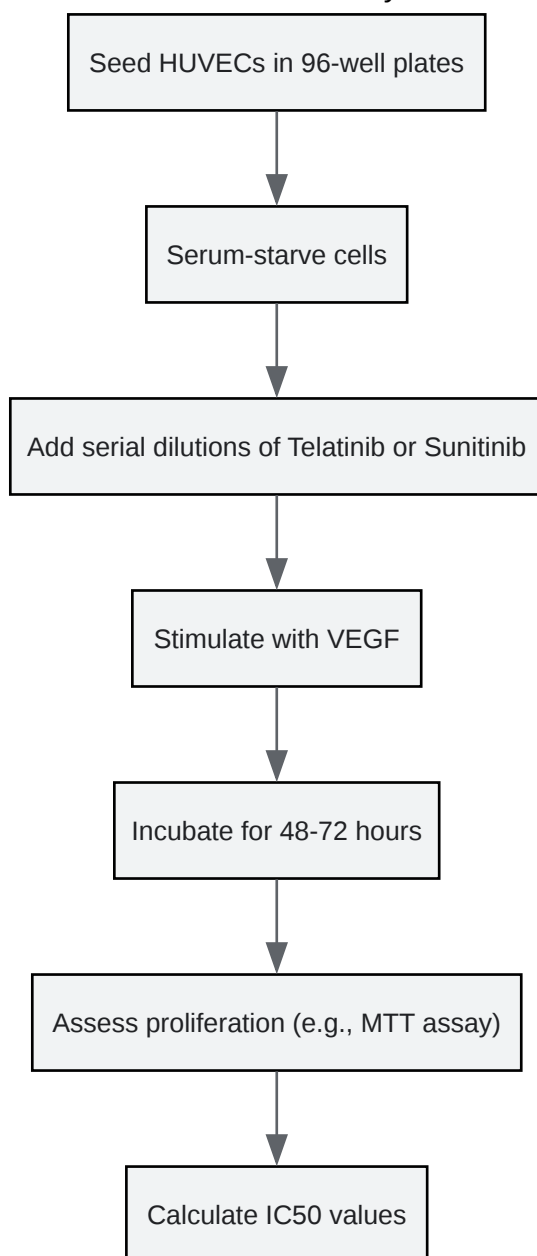 Seed HUVECs in 96-well plates
Serum-starve cells
Add serial dilutions of Telatinib or Sunitinib
Stimulate with VEGF
Incubate for 48-72 hours
Assess proliferation (e.g., MTT assay)
Calculate IC50 values